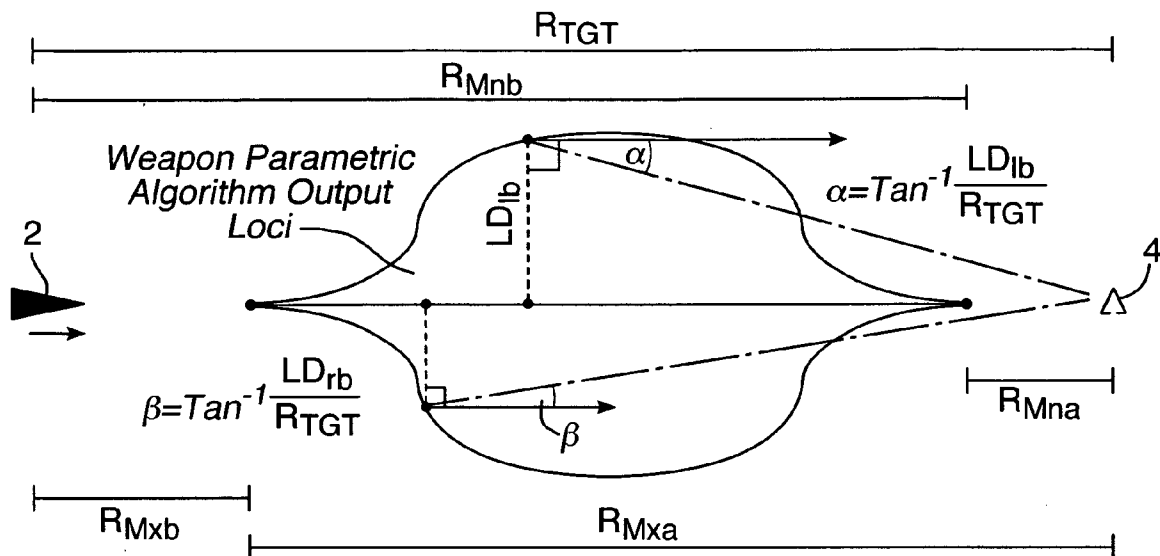 R_TGT
R_Mnb
Weapon Parametric
Algorithm Output
Loci
LD_lb
α
α=Tan⁻¹ LD_lb / R_TGT
2
4
β=Tan⁻¹ LD_rb / R_TGT
β
R_Mna
R_Mxb
R_Mxa